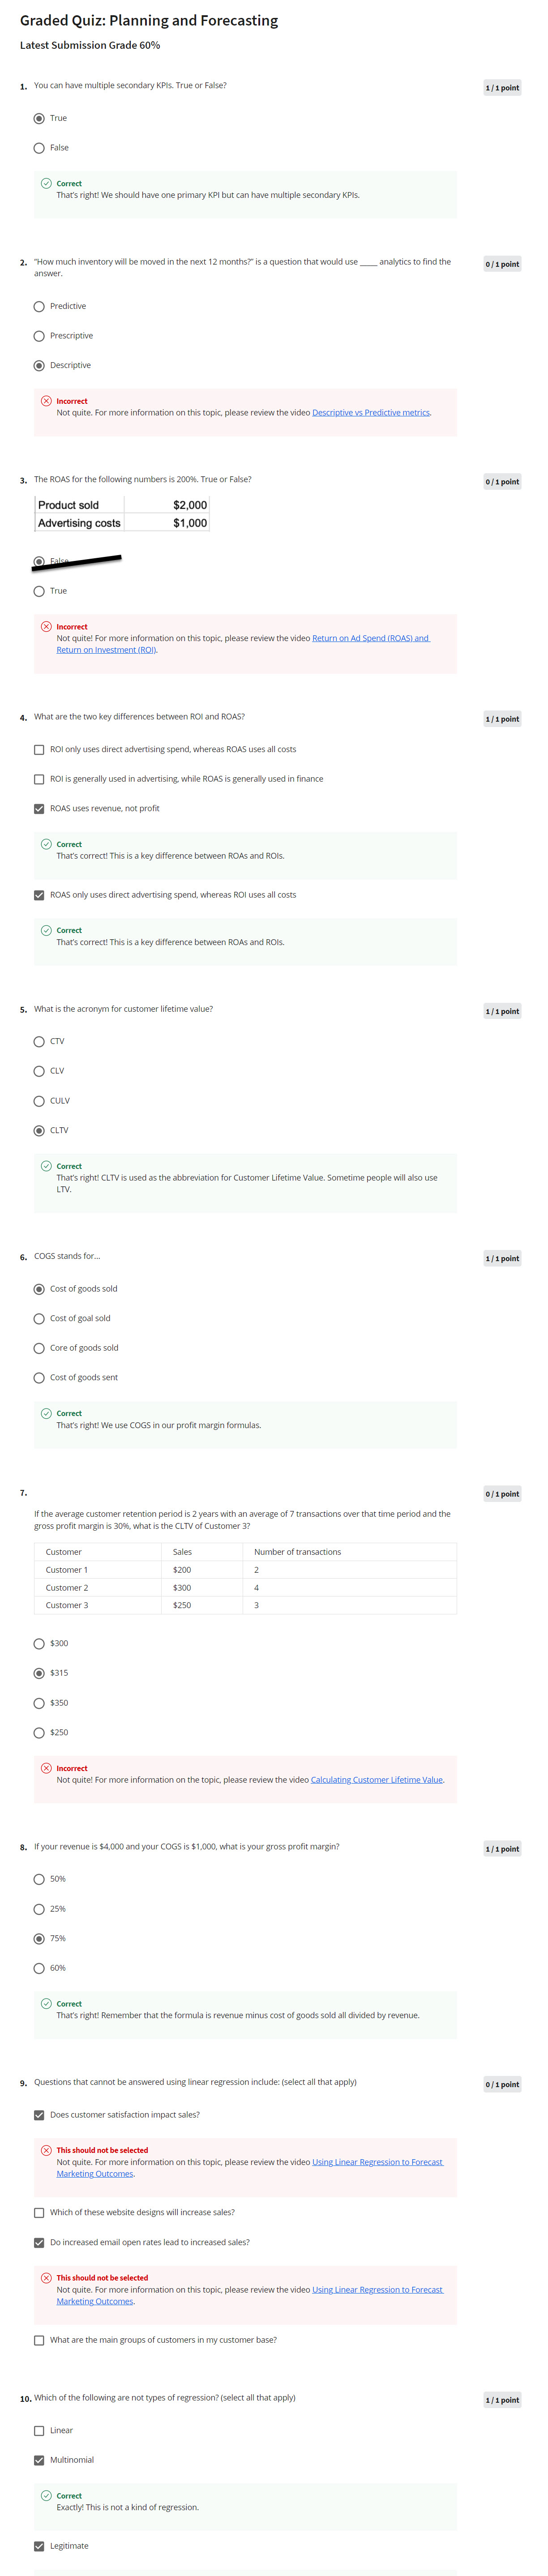 Graded Quiz: Planning and Forecasting
Latest Submission Grade 60%
1. You can have multiple secondary KPIs. True or False?
1 / 1 point
True
False
Correct
That's right! We should have one primary KPI but can have multiple secondary KPIs.
2. "How much inventory will be moved in the next 12 months?" is a question that would use _____ analytics to find the
answer.
0 / 1 point
Predictive
Prescriptive
Descriptive
Incorrect
Not quite. For more information on this topic, please review the video Descriptive vs Predictive metrics.
3. The ROAS for the following numbers is 200%. True or False?
0 / 1 point
Product sold $2,000
Advertising costs $1,000
False
True
Incorrect
Not quite! For more information on this topic, please review the video Return on Ad Spend (ROAS) and
Return on Investment (ROI).
4. What are the two key differences between ROI and ROAS?
1 / 1 point
ROI only uses direct advertising spend, whereas ROAS uses all costs
ROI is generally used in advertising, while ROAS is generally used in finance
ROAS uses revenue, not profit
Correct
That's correct! This is a key difference between ROAs and ROIs.
ROAS only uses direct advertising spend, whereas ROI uses all costs
Correct
That's correct! This is a key difference between ROAs and ROIs.
5. What is the acronym for customer lifetime value?
1 / 1 point
CTV
CLV
CULV
CLTV
Correct
That's right! CLTV is used as the abbreviation for Customer Lifetime Value. Sometime people will also use
LTV.
6. COGS stands for...
1 / 1 point
Cost of goods sold
Cost of goal sold
Core of goods sold
Cost of goods sent
Correct
That's right! We use COGS in our profit margin formulas.
7.
0 / 1 point
If the average customer retention period is 2 years with an average of 7 transactions over that time period and the
gross profit margin is 30%, what is the CLTV of Customer 3?
Customer Sales Number of transactions
Customer 1 $200 2
Customer 2 $300 4
Customer 3 $250 3
$300
$315
$350
$250
Incorrect
Not quite! For more information on the topic, please review the video Calculating Customer Lifetime Value.
8. If your revenue is $4,000 and your COGS is $1,000, what is your gross profit margin?
1 / 1 point
50%
25%
75%
60%
Correct
That's right! Remember that the formula is revenue minus cost of goods sold all divided by revenue.
9. Questions that cannot be answered using linear regression include: (select all that apply)
0 / 1 point
Does customer satisfaction impact sales?
This should not be selected
Not quite. For more information on this topic, please review the video Using Linear Regression to Forecast
Marketing Outcomes.
Which of these website designs will increase sales?
Do increased email open rates lead to increased sales?
This should not be selected
Not quite. For more information on this topic, please review the video Using Linear Regression to Forecast
Marketing Outcomes.
What are the main groups of customers in my customer base?
10. Which of the following are not types of regression? (select all that apply)
1 / 1 point
Linear
Multinomial
Correct
Exactly! This is not a kind of regression.
Legitimate